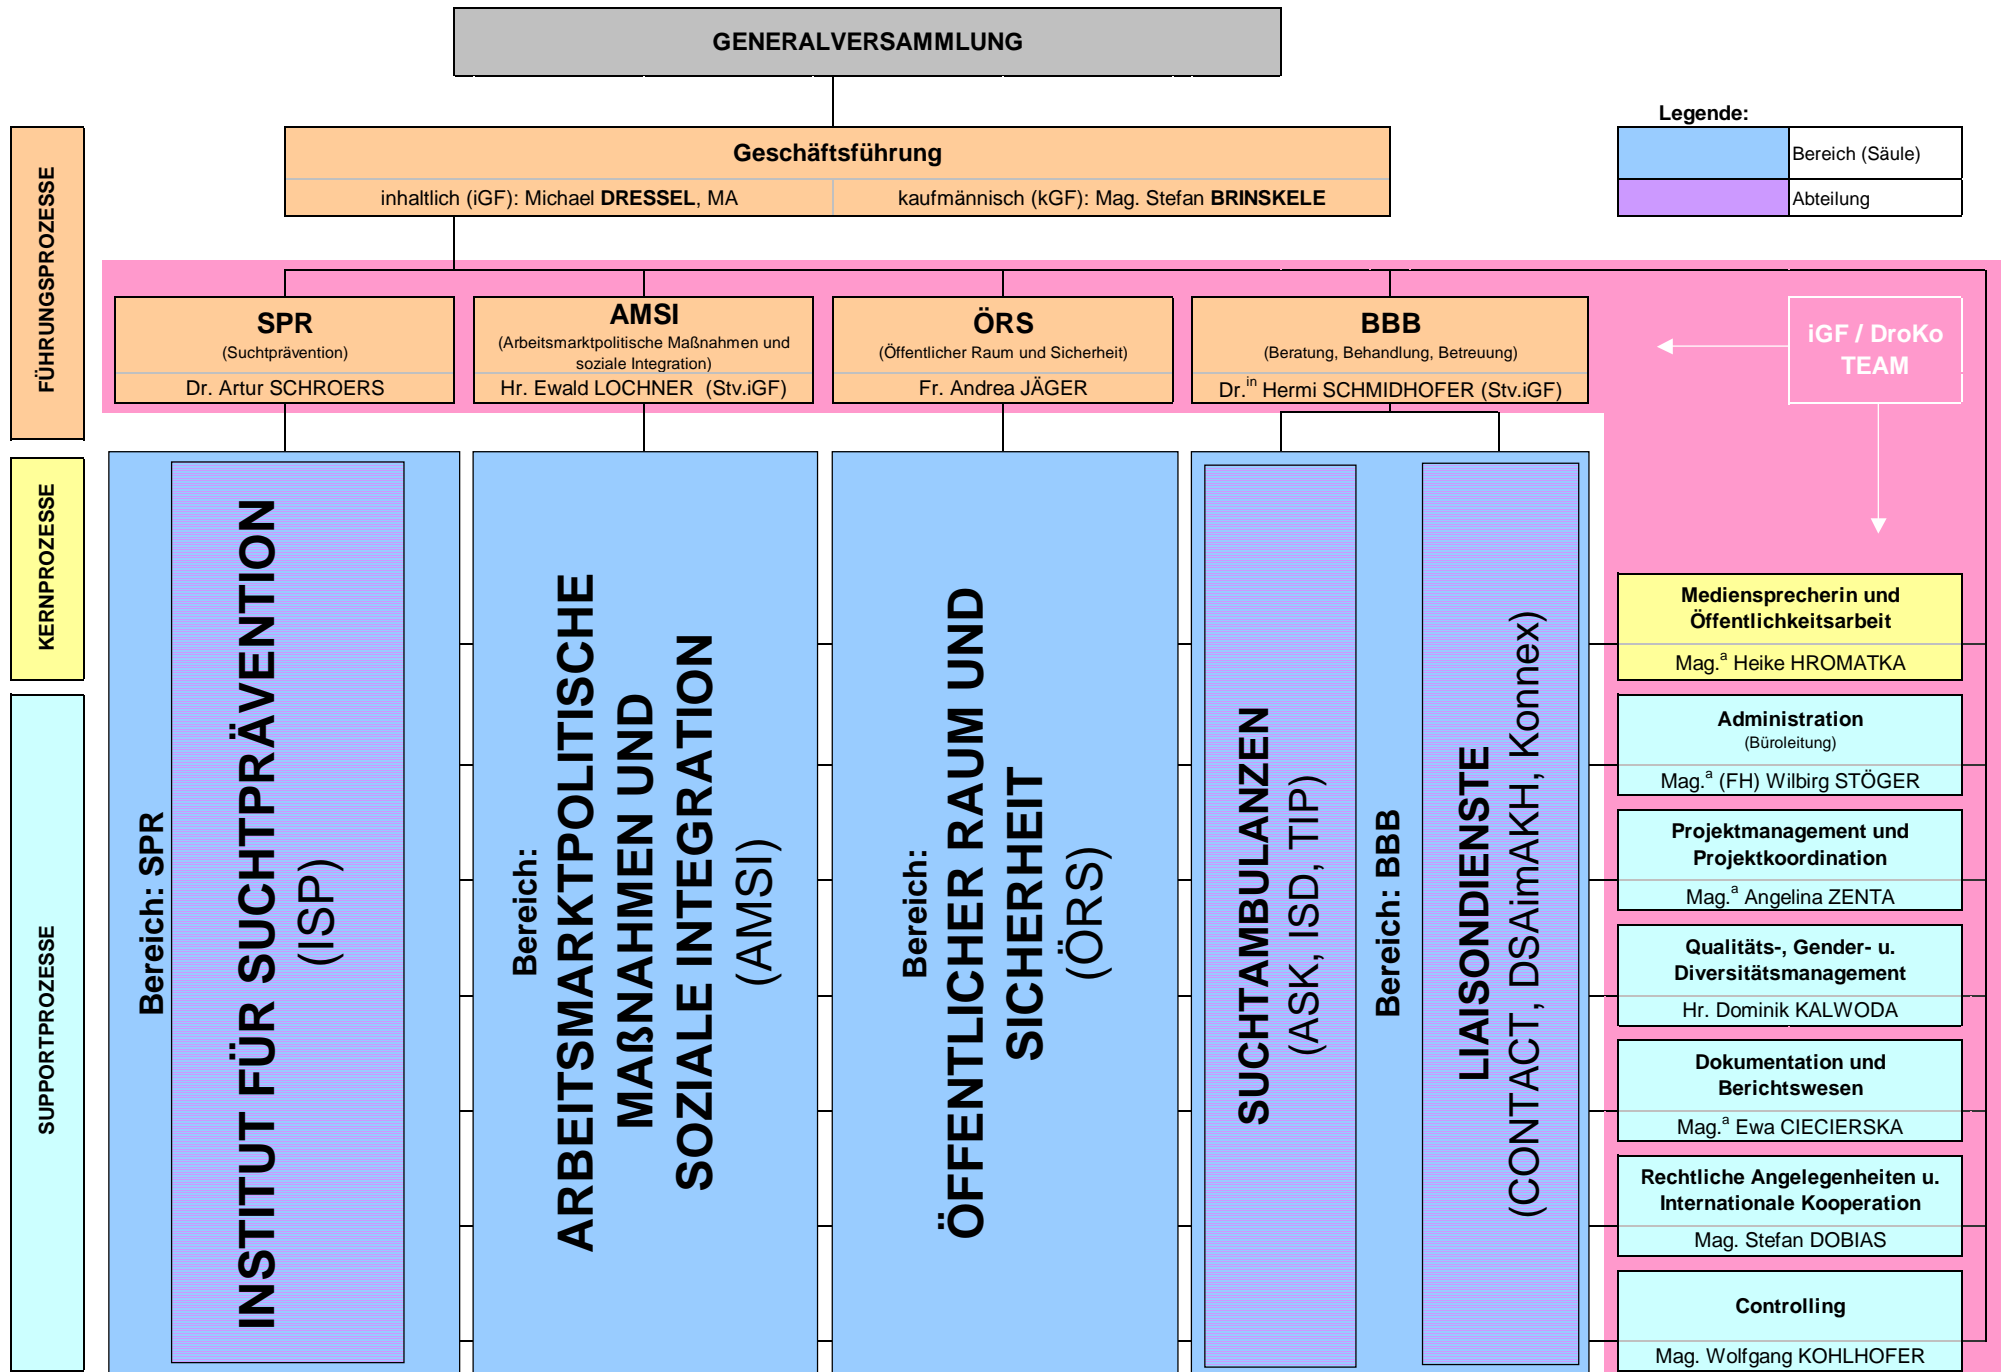 GENERALVERSAMMLUNG
Legende:
Bereich (Säule)
Abteilung
FÜHRUNGSPROZESSE
Geschäftsführung
inhaltlich (iGF): Michael DRESSEL, MA
kaufmännisch (kGF): Mag. Stefan BRINSKELE
SPR
(Suchtprävention)
Dr. Artur SCHROERS
AMSI
(Arbeitsmarktpolitische Maßnahmen und
soziale Integration)
Hr. Ewald LOCHNER (Stv.iGF)
ÖRS
(Öffentlicher Raum und Sicherheit)
Fr. Andrea JÄGER
BBB
(Beratung, Behandlung, Betreuung)
Dr.in Hermi SCHMIDHOFER (Stv.iGF)
iGF / DroKo
TEAM
KERNPROZESSE
SUPPORTPROZESSE
Bereich: SPR
INSTITUT FÜR SUCHTPRÄVENTION
(ISP)
Bereich:
ARBEITSMARKTPOLITISCHE
MAßNAHMEN UND
SOZIALE INTEGRATION
(AMSI)
Bereich:
ÖFFENTLICHER RAUM UND
SICHERHEIT
(ÖRS)
SUCHTAMBULANZEN
(ASK, ISD, TIP)
Bereich: BBB
LIAISONDIENSTE
(CONTACT, DSAimAKH, Konnex)
Mediensprecherin und
Öffentlichkeitsarbeit
Mag.a Heike HROMATKA
Administration
(Büroleitung)
Mag.a (FH) Wilbirg STÖGER
Projektmanagement und
Projektkoordination
Mag.a Angelina ZENTA
Qualitäts-, Gender- u.
Diversitätsmanagement
Hr. Dominik KALWODA
Dokumentation und
Berichtswesen
Mag.a Ewa CIECIERSKA
Rechtliche Angelegenheiten u.
Internationale Kooperation
Mag. Stefan DOBIAS
Controlling
Mag. Wolfgang KOHLHOFER